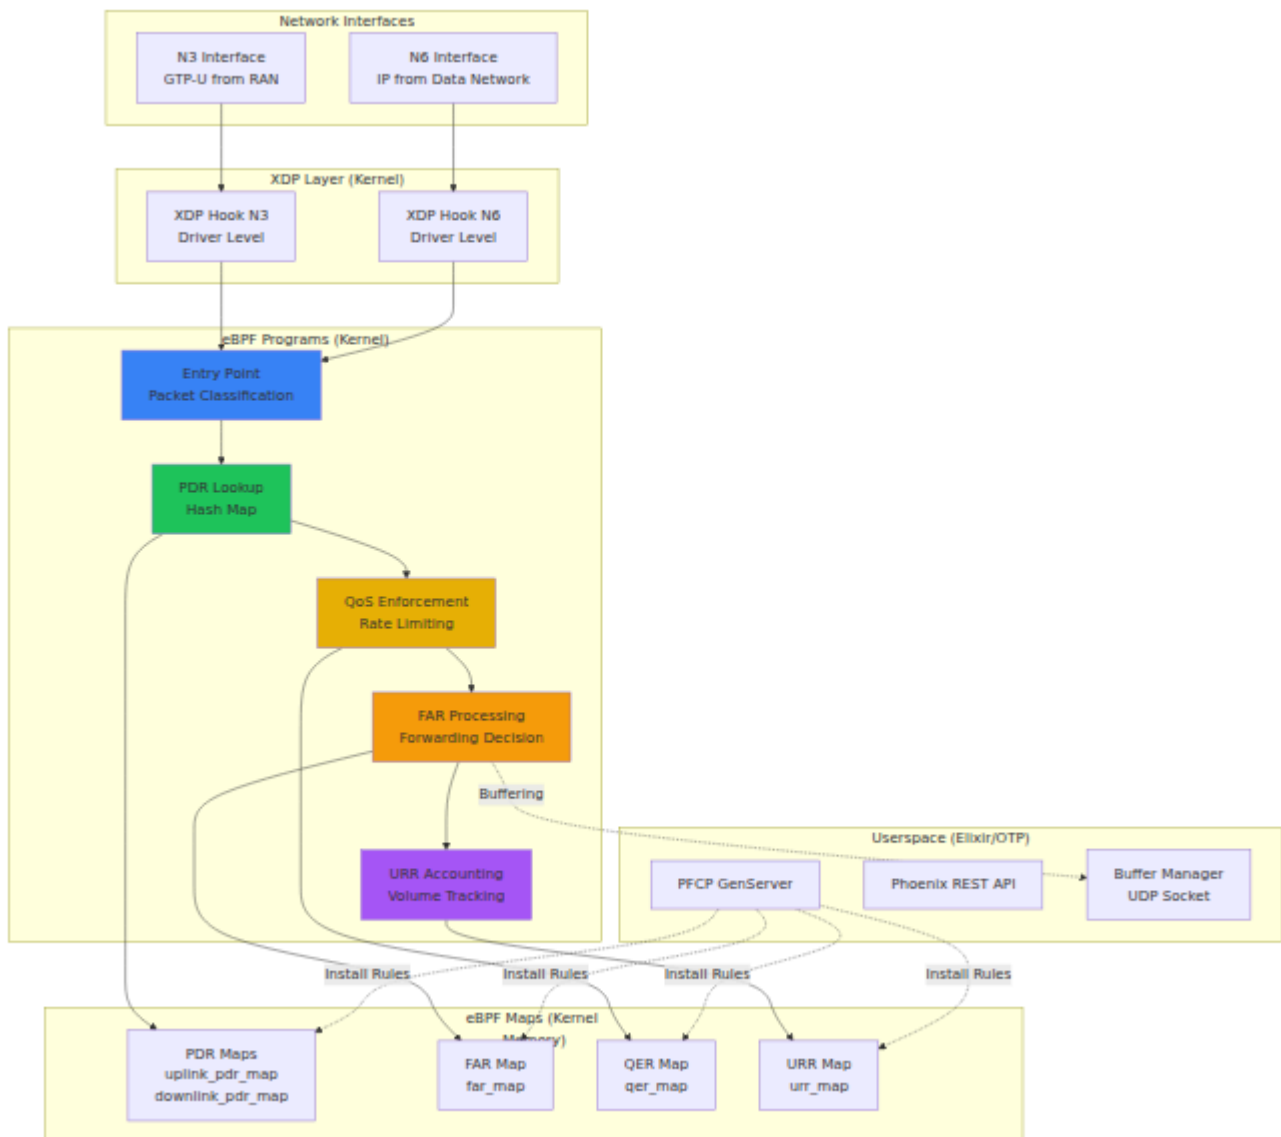 Network Interfaces
N3 Interface
GTP-U from RAN
N6 Interface
IP from Data Network
XDP Layer (Kernel)
XDP Hook N3
Driver Level
XDP Hook N6
Driver Level
eBPF Programs (Kernel)
Entry Point
Packet Classification
PDR Lookup
Hash Map
QoS Enforcement
Rate Limiting
FAR Processing
Forwarding Decision
Buffering
URR Accounting
Volume Tracking
Userspace (Elixir/OTP)
PFCP GenServer
Phoenix REST API
Buffer Manager
UDP Socket
Install Rules
Install Rules
Install Rules
Install Rules
eBPF Maps (Kernel
Memory)
PDR Maps
uplink_pdr_map
downlink_pdr_map
FAR Map
far_map
QER Map
qer_map
URR Map
urr_map